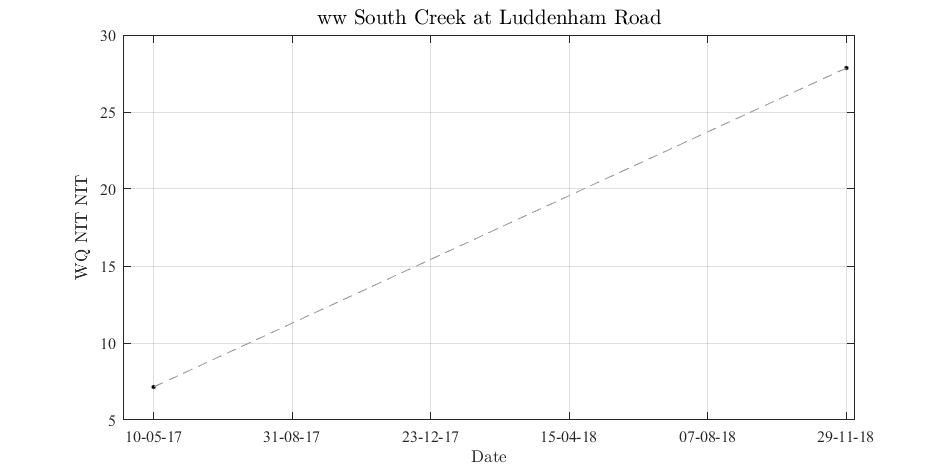 ww South Creek at Luddenham Road
30
25
20
15
10
5
WQ NIT NIT
10-05-17 31-08-17 23-12-17 15-04-18 07-08-18 29-11-18
Date